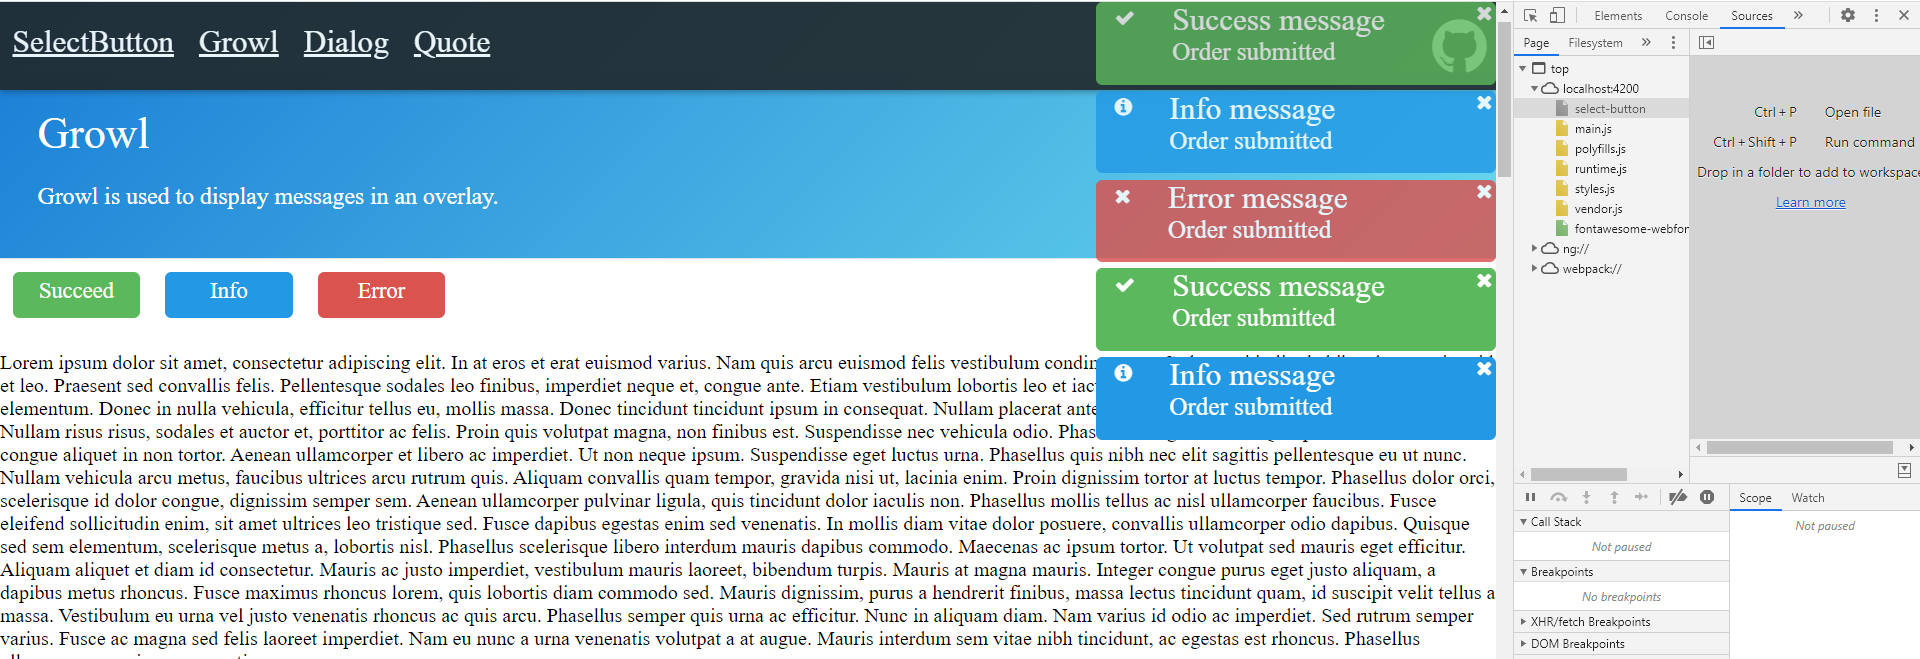 SelectButton Growl Dialog Quote
Growl
Growl is used to display messages in an overlay.
Succeed Info Error
Success message
Order submitted
Info message
Order submitted
Error message
Order submitted
Success message
Order submitted
Info message
Order submitted
Lorem ipsum dolor sit amet, consectetur adipiscing elit. In at eros et erat euismod varius. Nam quis arcu euismod felis vestibulum
et leo. Praesent sed convallis felis. Pellentesque sodales leo finibus, imperdiet neque et, congue ante. Etiam vestibulum lobortis leo et
elementum. Donec in nulla vehicula, efficitur tellus eu, mollis massa. Donec tincidunt tincidunt ipsum in consequat. Nullam placerat
Nullam risus risus, sodales et auctor et, porttitor ac felis. Proin quis volutpat magna, non finibus est. Suspendisse nec vehicula odio.
congue aliquet in non tortor. Aenean ullamcorper et libero ac imperdiet. Ut non neque ipsum. Suspendisse eget luctus urna. Phasellus quis nibh nec elit sagittis pellentesque eu ut nunc.
Nullam vehicula arcu metus, faucibus ultrices arcu rutrum quis. Aliquam convallis quam tempor, gravida nisi ut, lacinia enim. Proin dignissim tortor at luctus tempor. Phasellus dolor orci,
scelerisque id dolor congue, dignissim semper sem. Aenean ullamcorper pulvinar ligula, quis tincidunt dolor iaculis non. Phasellus mollis tellus ac nisl ullamcorper faucibus. Fusce
eleifend sollicitudin enim, sit amet ultrices leo tristique sed. Fusce dapibus egestas enim sed venenatis. In mollis diam vitae dolor posuere, convallis ullamcorper odio dapibus. Quisque
sed sem elementum, scelerisque metus a, lobortis nisl. Phasellus scelerisque libero interdum mauris dapibus commodo. Maecenas ac ipsum tortor. Ut volutpat sed mauris eget efficitur.
Aliquam aliquet et diam id consectetur. Mauris ac justo imperdiet, vestibulum mauris laoreet, bibendum turpis. Mauris at magna mauris. Integer congue purus eget justo aliquam, a
dapibus metus rhoncus. Fusce maximus rhoncus lorem, quis lobortis diam commodo sed. Mauris dignissim, purus a hendrerit finibus, massa lectus tincidunt quam, id suscipit velit tellus a
massa. Vestibulum eu urna vel justo venenatis rhoncus ac quis arcu. Phasellus semper quis urna ac efficitur. Nunc in aliquam diam. Nam varius id odio ac imperdiet. Sed rutrum semper
varius. Fusce ac magna sed felis laoreet imperdiet. Nam eu nunc a urna venenatis volutpat a at augue. Mauris interdum sem vitae nibh tincidunt, ac egestas est rhoncus. Phasellus
Elements Console Sources
Page Filesystem
top
localhost:4200
select-button
main.js
polyfills.js
runtime.js
styles.js
vendor.js
fontawesome-webfon
ng://
webpack://
Ctrl + P Open file
Ctrl + Shift + P Run command
Drop in a folder to add to workspace
Learn more
Scope Watch
Call Stack
Not paused
Not paused
Breakpoints
No breakpoints
XHR/fetch Breakpoints
DOM Breakpoints